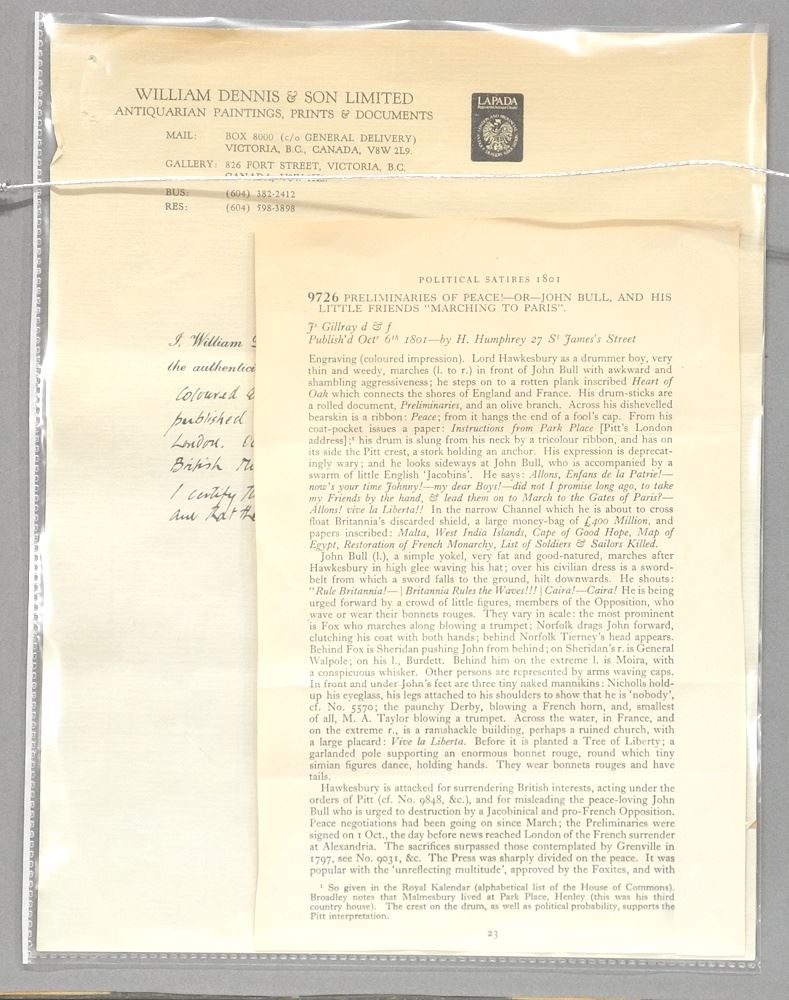 WILLIAM DENNIS & SON LIMITED
ANTIQUARIAN PAINTINGS, PRINTS & DOCUMENTS
LAPADA
MAIL: BOX 8000 (c/o GENERAL DELIVERY)
VICTORIA, B.C., CANADA, V8W 2L9.
GALLERY: 826 FORT STREET, VICTORIA, B.C.
BUS: (604) 382-2412
RES: (604) 598-3898
I, William
the authentici
Coloured
published
London.
British
I certify
POLITICAL SATIRES 1801
9726 PRELIMINARIES OF PEACE!—OR—JOHN BULL, AND HIS
LITTLE FRIENDS "MARCHING TO PARIS".
Jˢ Gillray d & f
Publish'd Octʳ 6ᵗʰ 1801—by H. Humphrey 27 Sᵗ James's Street
Engraving (coloured impression). Lord Hawkesbury as a drummer boy, very
thin and weedy, marches (l. to r.) in front of John Bull with awkward and
shambling aggressiveness; he steps on to a rotten plank inscribed Heart of
Oak which connects the shores of England and France. His drum-sticks are
a rolled document, Preliminaries, and an olive branch. Across his dishevelled
bearskin is a ribbon: Peace; from it hangs the end of a fool's cap. From his
coat-pocket issues a paper: Instructions from Park Place [Pitt's London
address];¹ his drum is slung from his neck by a tricolour ribbon, and has on
its side the Pitt crest, a stork holding an anchor. His expression is deprecat-
ingly wary; and he looks sideways at John Bull, who is accompanied by a
swarm of little English 'Jacobins'. He says: Allons, Enfans de la Patrie!—
now's your time Johnny!—my dear Boys!—did not I promise long ago, to take
my Friends by the hand, & lead them on to March to the Gates of Paris?—
Allons! vive la Liberta!! In the narrow Channel which he is about to cross
float Britannia's discarded shield, a large money-bag of £400 Million, and
papers inscribed: Malta, West India Islands, Cape of Good Hope, Map of
Egypt, Restoration of French Monarchy, List of Soldiers & Sailors Killed.
John Bull (l.), a simple yokel, very fat and good-natured, marches after
Hawkesbury in high glee waving his hat; over his civilian dress is a sword-
belt from which a sword falls to the ground, hilt downwards. He shouts:
"Rule Britannia!— | Britannia Rules the Waves!!! | Caira!—Caira! He is being
urged forward by a crowd of little figures, members of the Opposition, who
wave or wear their bonnets rouges. They vary in scale: the most prominent
is Fox who marches along blowing a trumpet; Norfolk drags John forward,
clutching his coat with both hands; behind Norfolk Tierney's head appears.
Behind Fox is Sheridan pushing John from behind; on Sheridan's r. is General
Walpole; on his l., Burdett. Behind him on the extreme l. is Moira, with
a conspicuous whisker. Other persons are represented by arms waving caps.
In front and under John's feet are three tiny naked mannikins: Nicholls hold-
up his eyeglass, his legs attached to his shoulders to show that he is 'nobody',
cf. No. 5570; the paunchy Derby, blowing a French horn, and, smallest
of all, M. A. Taylor blowing a trumpet. Across the water, in France, and
on the extreme r., is a ramshackle building, perhaps a ruined church, with
a large placard: Vive la Liberta. Before it is planted a Tree of Liberty; a
garlanded pole supporting an enormous bonnet rouge, round which tiny
simian figures dance, holding hands. They wear bonnets rouges and have
tails.
Hawkesbury is attacked for surrendering British interests, acting under the
orders of Pitt (cf. No. 9848, &c.), and for misleading the peace-loving John
Bull who is urged to destruction by a Jacobinical and pro-French Opposition.
Peace negotiations had been going on since March; the Preliminaries were
signed on 1 Oct., the day before news reached London of the French surrender
at Alexandria. The sacrifices surpassed those contemplated by Grenville in
1797, see No. 9031, &c. The Press was sharply divided on the peace. It was
popular with the 'unreflecting multitude', approved by the Foxites, and with
¹ So given in the Royal Kalendar (alphabetical list of the House of Commons).
Broadley notes that Malmesbury lived at Park Place, Henley (this was his third
country house). The crest on the drum, as well as political probability, supports the
Pitt interpretation.
23